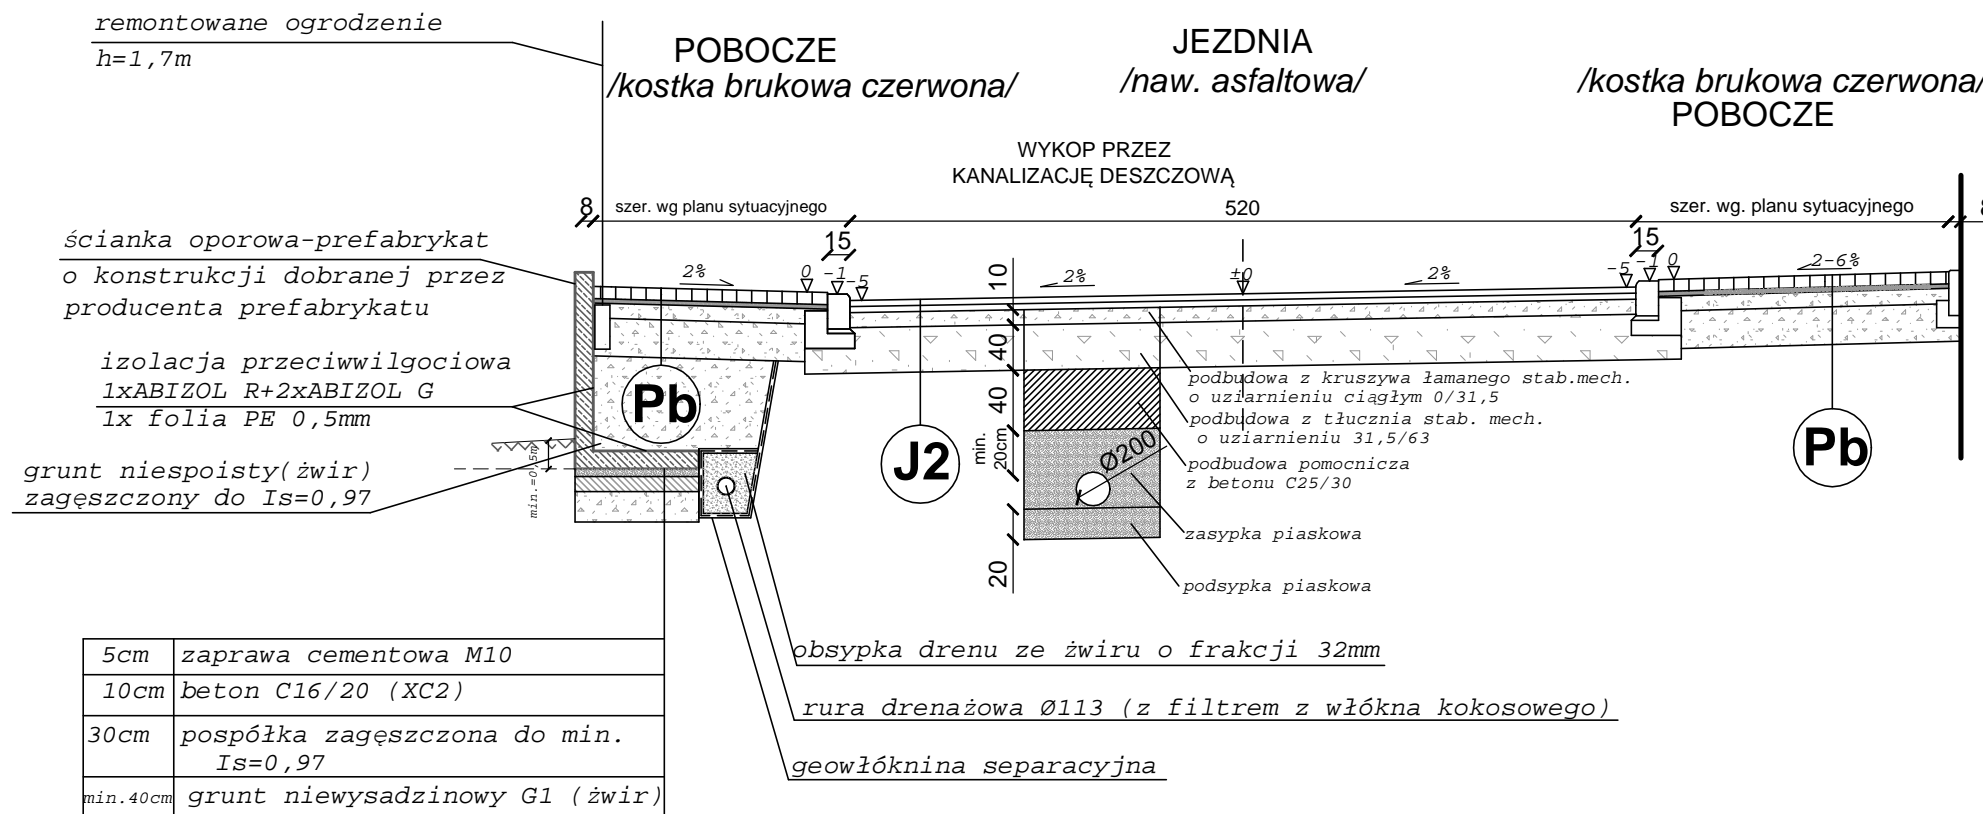 remontowane ogrodzenie
h=1,7m
POBOCZE
/kostka brukowa czerwona/
JEZDNIA
/naw. asfaltowa/
/kostka brukowa czerwona/
POBOCZE
WYKOP PRZEZ
KANALIZACJĘ DESZCZOWĄ
8
szer. wg planu sytuacyjnego
520
szer. wg. planu sytuacyjnego
15
15
2%
0
-1
-5
10
2%
±0
2%
-5
-1
0
2-6%
ścianka oporowa-prefabrykat
o konstrukcji dobranej przez
producenta prefabrykatu
izolacja przeciwwilgociowa
1xABIZOL R+2xABIZOL G
1x folia PE 0,5mm
grunt niespoisty(żwir)
zagęszczony do Is=0,97
min.=0,5m
Pb
J2
Pb
40
40
min.
20cm
20
Ø200
podbudowa z kruszywa łamanego stab.mech.
o uziarnieniu ciągłym 0/31,5
podbudowa z tłucznia stab. mech.
o uziarnieniu 31,5/63
podbudowa pomocnicza
z betonu C25/30
zasypka piaskowa
podsypka piaskowa
obsypka drenu ze żwiru o frakcji 32mm
rura drenażowa Ø113 (z filtrem z włókna kokosowego)
geowłóknina separacyjna
5cm zaprawa cementowa M10
10cm beton C16/20 (XC2)
30cm pospółka zagęszczona do min.
Is=0,97
min.40cm grunt niewysadzinowy G1 (żwir)